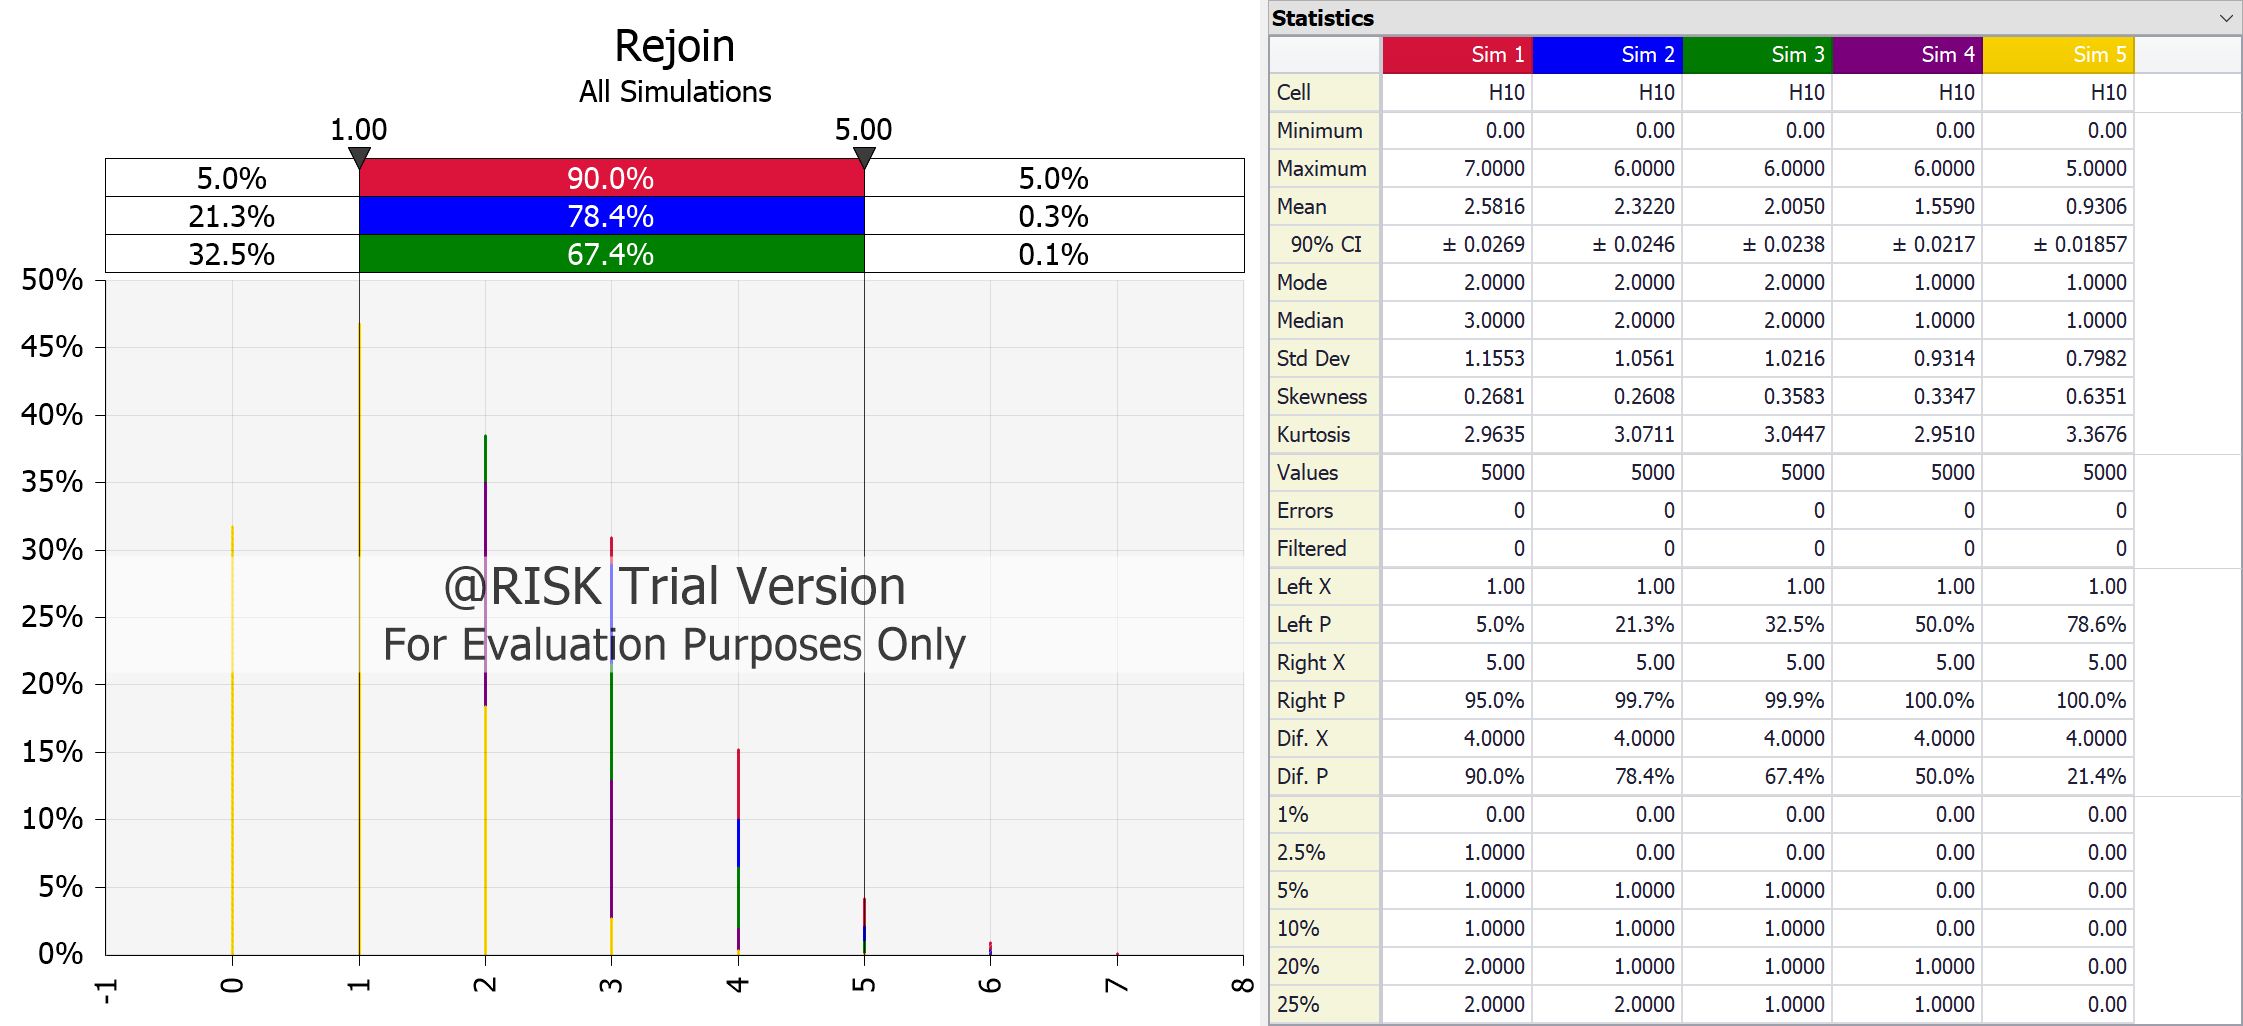 Rejoin
All Simulations
1.00 5.00
5.0% 90.0% 5.0%
21.3% 78.4% 0.3%
32.5% 67.4% 0.1%
50%
45%
40%
35%
30%
25%
20%
15%
10%
5%
0%
@RISK Trial Version
For Evaluation Purposes Only
-1 0 1 2 3 4 5 6 7 8
Statistics
Sim 1 Sim 2 Sim 3 Sim 4 Sim 5
Cell H10 H10 H10 H10 H10
Minimum 0.00 0.00 0.00 0.00 0.00
Maximum 7.0000 6.0000 6.0000 6.0000 5.0000
Mean 2.5816 2.3220 2.0050 1.5590 0.9306
90% CI ± 0.0269 ± 0.0246 ± 0.0238 ± 0.0217 ± 0.01857
Mode 2.0000 2.0000 2.0000 1.0000 1.0000
Median 3.0000 2.0000 2.0000 1.0000 1.0000
Std Dev 1.1553 1.0561 1.0216 0.9314 0.7982
Skewness 0.2681 0.2608 0.3583 0.3347 0.6351
Kurtosis 2.9635 3.0711 3.0447 2.9510 3.3676
Values 5000 5000 5000 5000 5000
Errors 0 0 0 0 0
Filtered 0 0 0 0 0
Left X 1.00 1.00 1.00 1.00 1.00
Left P 5.0% 21.3% 32.5% 50.0% 78.6%
Right X 5.00 5.00 5.00 5.00 5.00
Right P 95.0% 99.7% 99.9% 100.0% 100.0%
Dif. X 4.0000 4.0000 4.0000 4.0000 4.0000
Dif. P 90.0% 78.4% 67.4% 50.0% 21.4%
1% 0.00 0.00 0.00 0.00 0.00
2.5% 1.0000 0.00 0.00 0.00 0.00
5% 1.0000 1.0000 1.0000 0.00 0.00
10% 1.0000 1.0000 1.0000 0.00 0.00
20% 2.0000 1.0000 1.0000 1.0000 0.00
25% 2.0000 2.0000 1.0000 1.0000 0.00